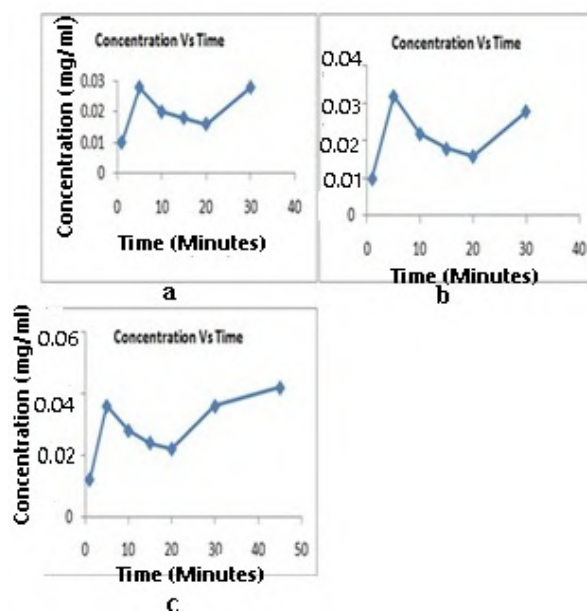 Concentration Vs Time
Concentration (mg/ml)
0.03
0.02
0.01
0
0 10 20 30 40
Time (Minutes)
a
Concentration Vs Time
0.04
0.03
0.02
0.01
0
0 10 20 30 40
Time (Minutes)
b
Concentration Vs Time
Concentration (mg/ml)
0.06
0.04
0.02
0
0 10 20 30 40 50
Time (Minutes)
c